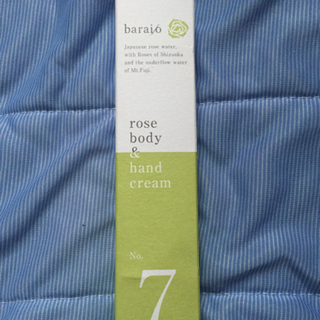 baraió
Japanese rose water,
with Roses of Shizuoka
and the underflow water
of Mt.Fuji.
rose
body
& hand
cream
No.
7